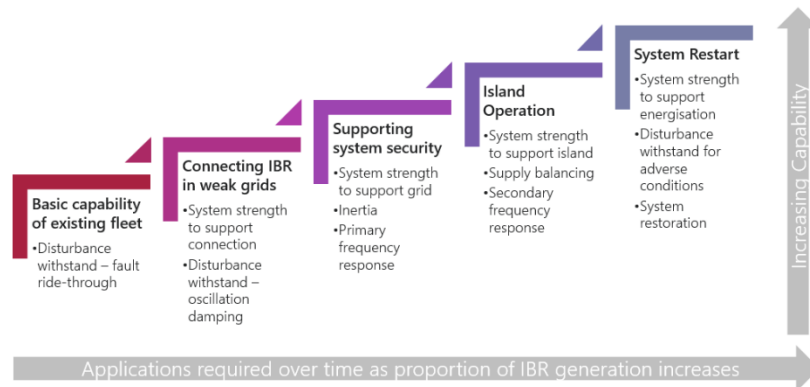 Basic capability
of existing fleet
•Disturbance
withstand – fault
ride-through
Connecting IBR
in weak grids
•System strength
to support
connection
•Disturbance
withstand –
oscillation
damping
Supporting
system security
•System strength
to support grid
•Inertia
•Primary
frequency
response
Island
Operation
•System strength
to support island
•Supply balancing
•Secondary
frequency
response
System Restart
•System strength
to support
energisation
•Disturbance
withstand for
adverse
conditions
•System
restoration
Increasing Capability
Applications required over time as proportion of IBR generation increases